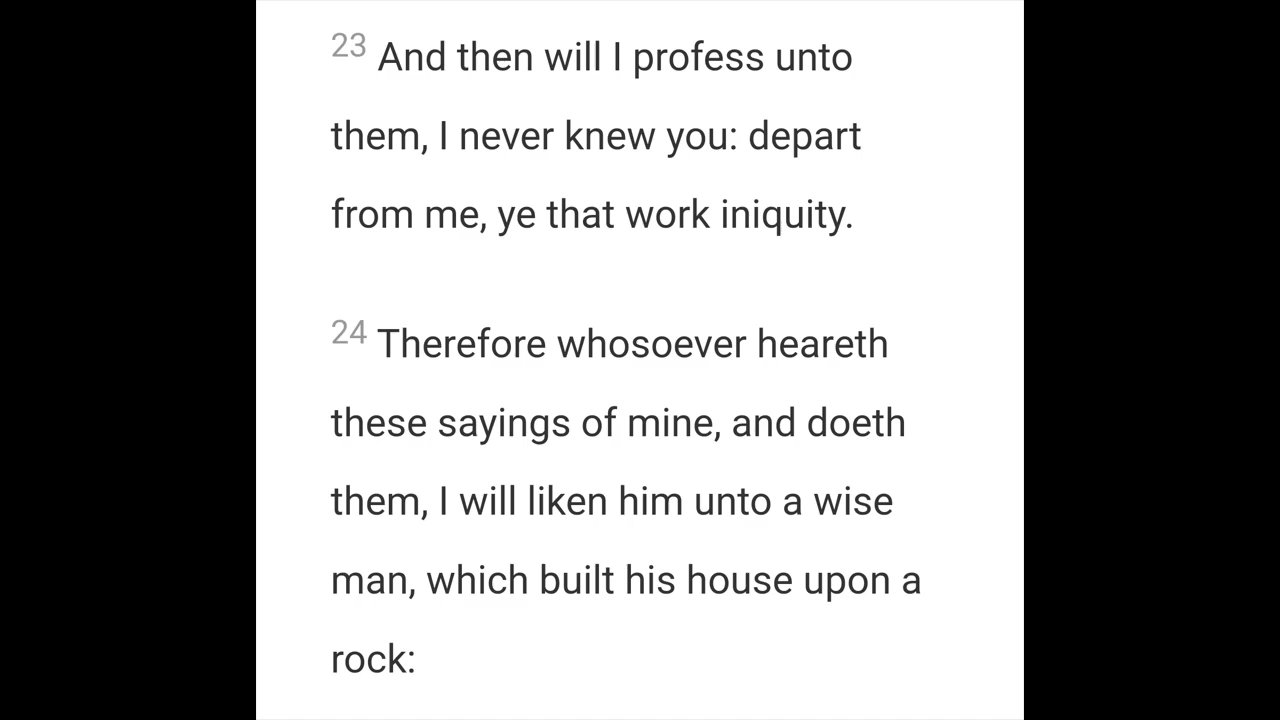 23 And then will I profess unto
them, I never knew you: depart
from me, ye that work iniquity.
24 Therefore whosoever heareth
these sayings of mine, and doeth
them, I will liken him unto a wise
man, which built his house upon a
rock: